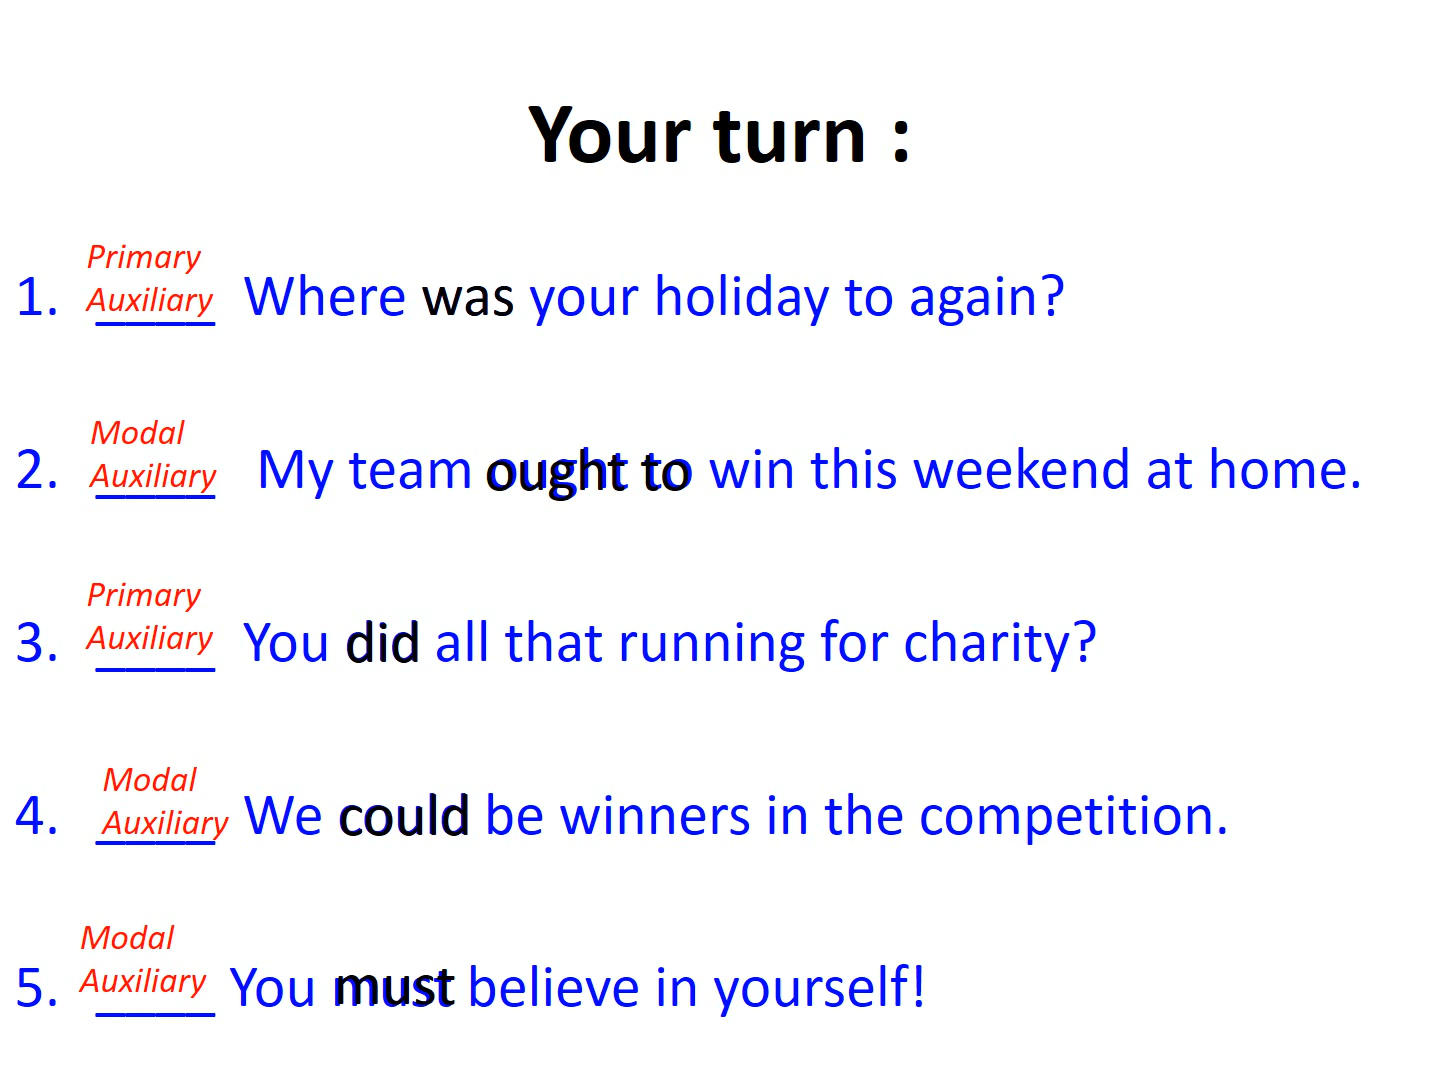 Your turn :
Primary
1. Auxiliary Where was your holiday to again?
Modal
2. Auxiliary My team ought to win this weekend at home.
Primary
3. Auxiliary You did all that running for charity?
Modal
4. Auxiliary We could be winners in the competition.
Modal
5. Auxiliary You must believe in yourself!